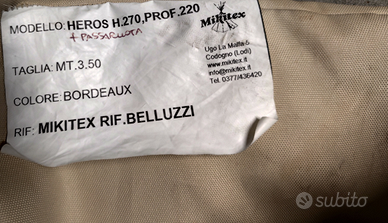 MODELLO: HEROS H.270,PROF.220
+ PASSARUOTA
Mikitex
Ugo La Malfa 6
Codogno (Lodi)
www.mikitex.it
info@mikitex.it
Tel. 0377/436420
TAGLIA: MT.3.50
COLORE: BORDEAUX
RIF: MIKITEX RIF.BELLUZZI
subito